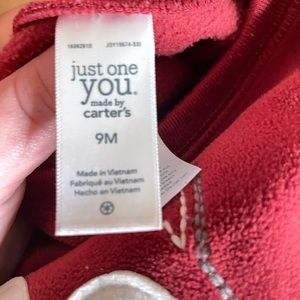 just one
you®
made by
carter's
9M
Made in Vietnam
Fabriqué au Vietnam
Hecho en Vietnam